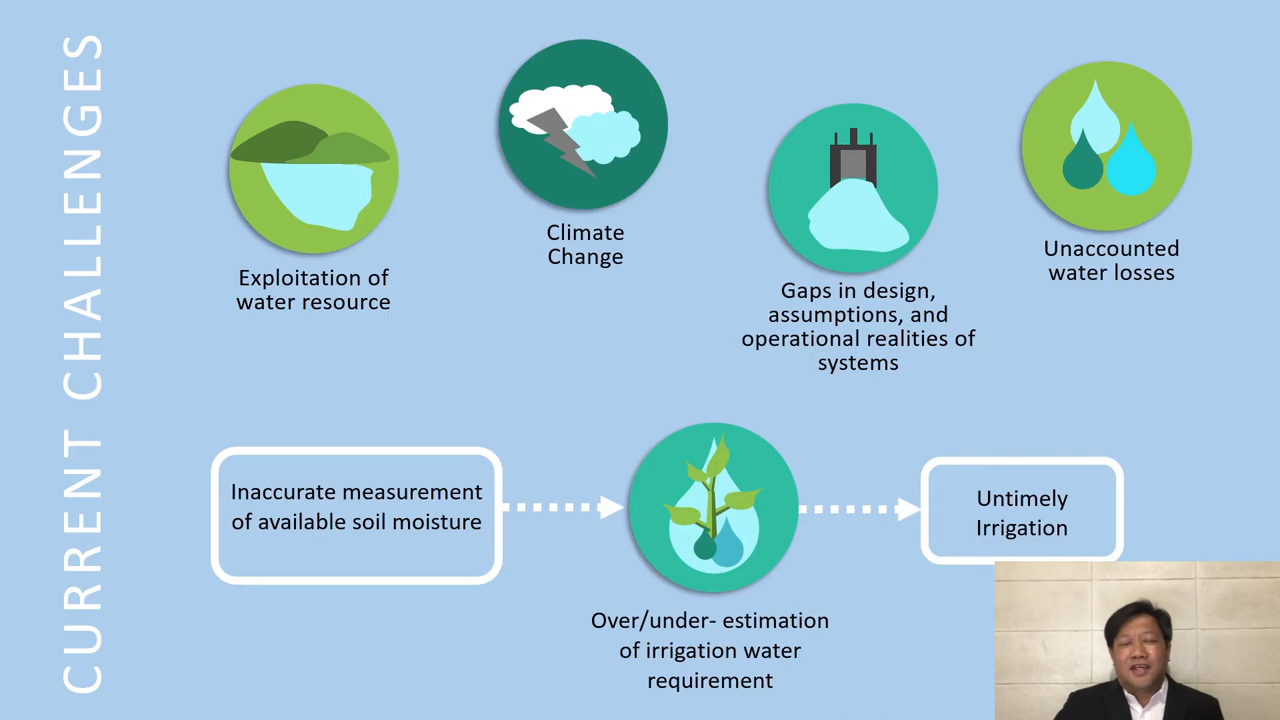 CURRENT CHALLENGES
Exploitation of
water resource
Climate
Change
Gaps in design,
assumptions, and
operational realities of
systems
Unaccounted
water losses
Inaccurate measurement
of available soil moisture
Over/under- estimation
of irrigation water
requirement
Untimely
Irrigation